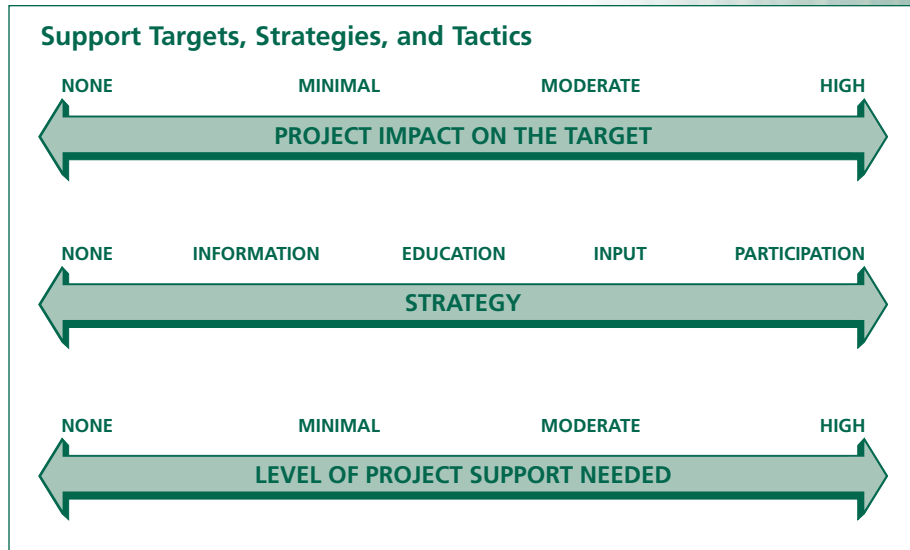 Support Targets, Strategies, and Tactics
NONE MINIMAL MODERATE HIGH
PROJECT IMPACT ON THE TARGET
NONE INFORMATION EDUCATION INPUT PARTICIPATION
STRATEGY
NONE MINIMAL MODERATE HIGH
LEVEL OF PROJECT SUPPORT NEEDED